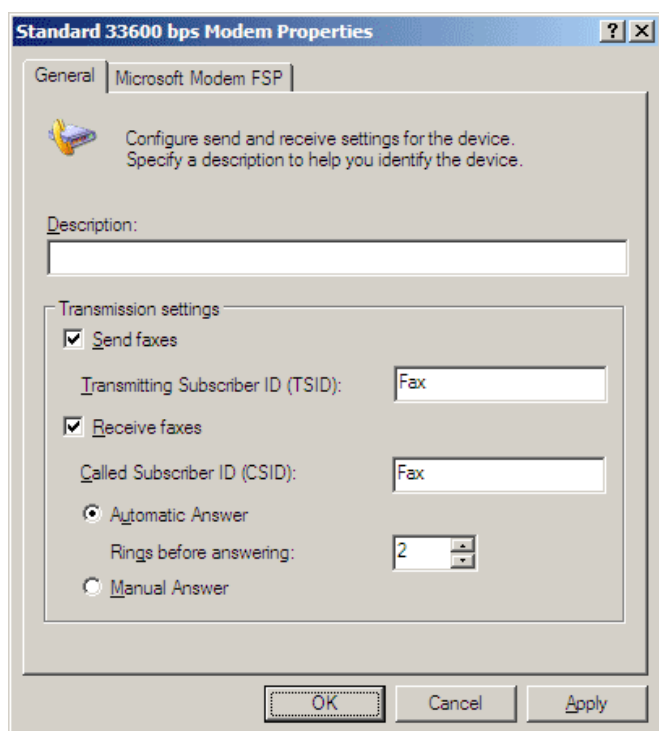 Standard 33600 bps Modem Properties
General
Microsoft Modem FSP
Configure send and receive settings for the device.
Specify a description to help you identify the device.
Description:
Transmission settings
Send faxes
Transmitting Subscriber ID (TSID): Fax
Receive faxes
Called Subscriber ID (CSID): Fax
Automatic Answer
Rings before answering: 2
Manual Answer
OK Cancel Apply